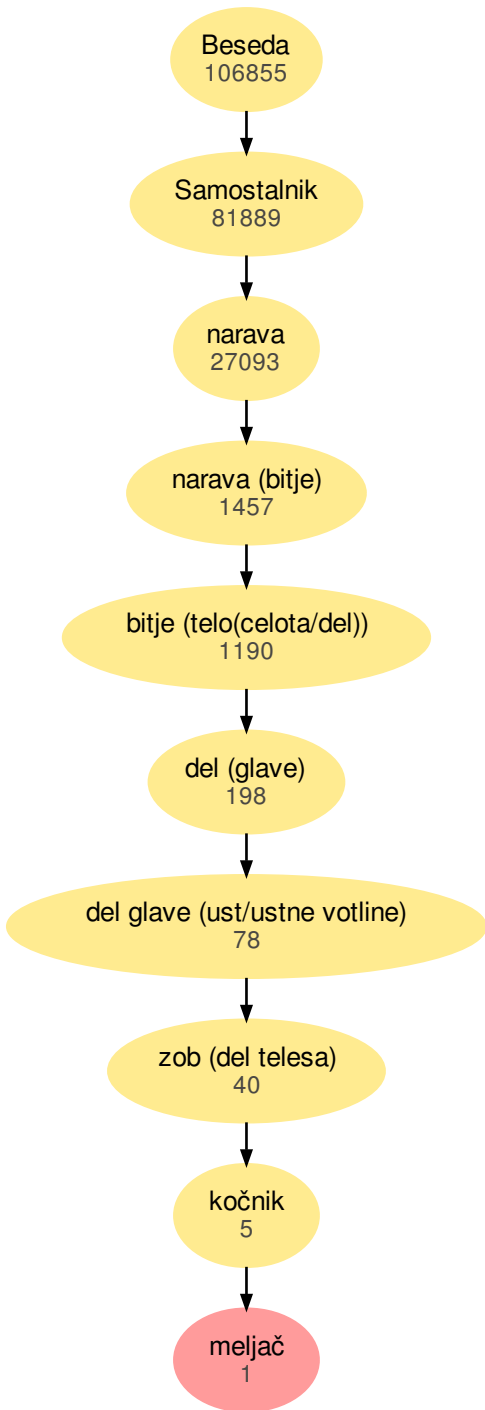 Beseda
106855
Samostalnik
81889
narava
27093
narava (bitje)
1457
bitje (telo(celota/del))
1190
del (glave)
198
del glave (ust/ustne votline)
78
zob (del telesa)
40
kočnik
5
meljač
1